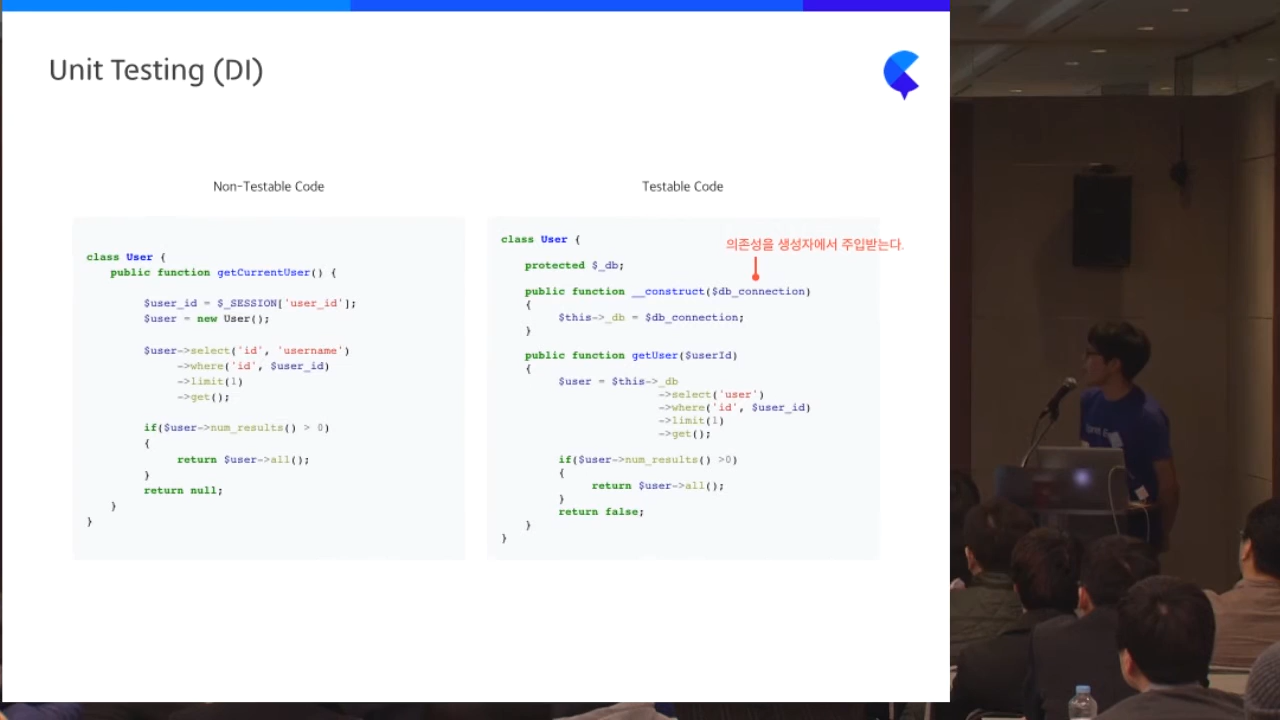 Unit Testing (DI)
Non-Testable Code
class User {
public function getCurrentUser() {
$user_id = $_SESSION['user_id'];
$user = new User();
$user->select('id', 'username')
->where('id', $user_id)
->limit(1)
->get();
if($user->num_results() > 0)
{
return $user->all();
}
return null;
}
}
Testable Code
의존성을 생성자에서 주입받는다.
class User {
protected $_db;
public function __construct($db_connection)
{
$this->_db = $db_connection;
}
public function getUser($userId)
{
$user = $this->_db
->select('user')
->where('id', $user_id)
->limit(1)
->get();
if($user->num_results() >0)
{
return $user->all();
}
return false;
}
}